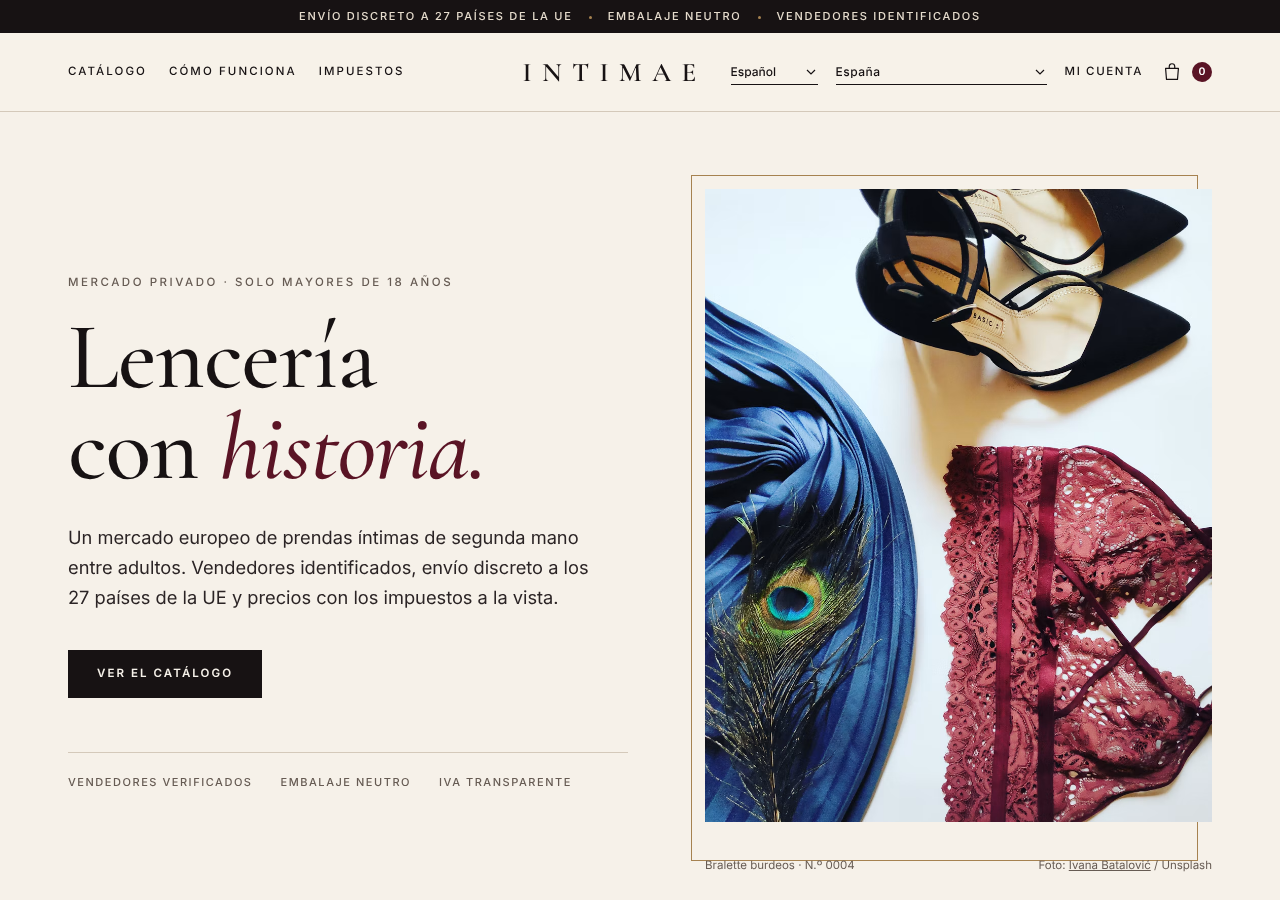 ENVÍO DISCRETO A 27 PAÍSES DE LA UE • EMBALAJE NEUTRO • VENDEDORES IDENTIFICADOS
CATÁLOGO CÓMO FUNCIONA IMPUESTOS INTIMAE Español España MI CUENTA 0
MERCADO PRIVADO · SOLO MAYORES DE 18 AÑOS
Lencería
con historia.
Un mercado europeo de prendas íntimas de segunda mano
entre adultos. Vendedores identificados, envío discreto a los
27 países de la UE y precios con los impuestos a la vista.
VER EL CATÁLOGO
VENDEDORES VERIFICADOS EMBALAJE NEUTRO IVA TRANSPARENTE
BASIC
BASIC
Bralette burdeos · N.º 0004 Foto: Ivana Batalović / Unsplash